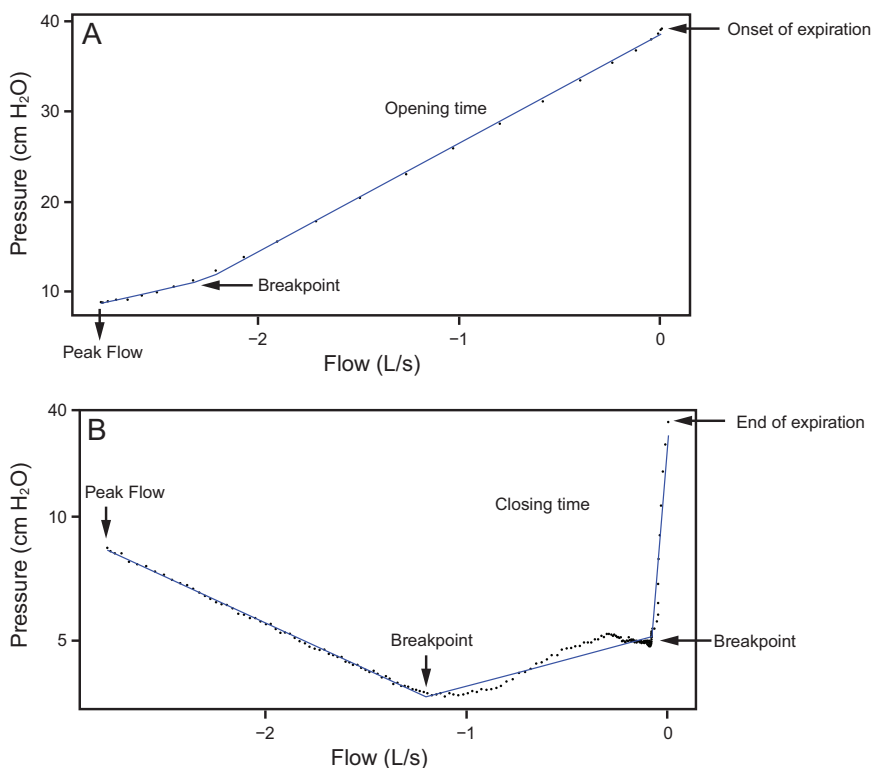 A
Pressure (cm H₂O)
40
30
20
10
Onset of expiration
Opening time
Breakpoint
Peak Flow
−2
−1
0
Flow (L/s)
B
Pressure (cm H₂O)
40
10
5
End of expiration
Peak Flow
Closing time
Breakpoint
Breakpoint
−2
−1
0
Flow (L/s)